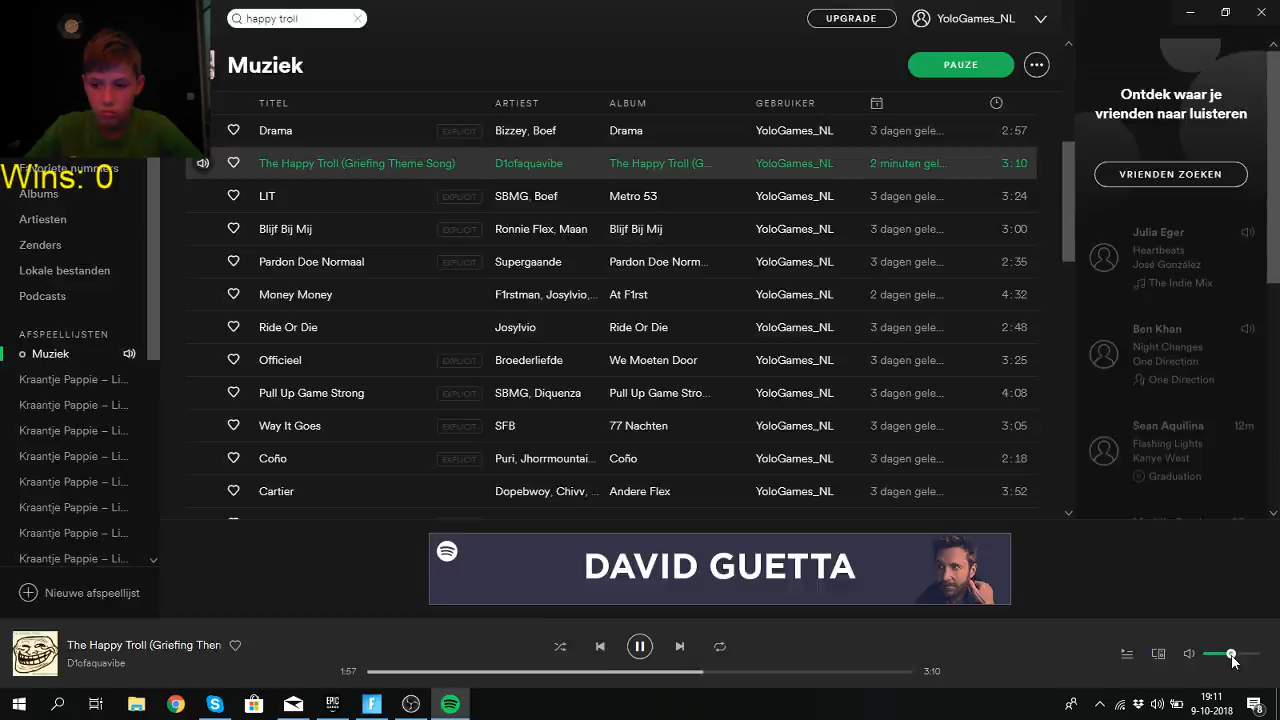 happy troll
UPGRADE
YoloGames_NL
Muziek
PAUZE
TITEL ARTIEST ALBUM GEBRUIKER
Drama EXPLICIT Bizzey, Boef Drama YoloGames_NL 3 dagen gele... 2:57
The Happy Troll (Griefing Theme Song) D1ofaquavibe The Happy Troll (G... YoloGames_NL 2 minuten gel... 3:10
LIT EXPLICIT SBMG, Boef Metro 53 YoloGames_NL 3 dagen gele... 3:24
Blijf Bij Mij EXPLICIT Ronnie Flex, Maan Blijf Bij Mij YoloGames_NL 3 dagen gele... 3:00
Pardon Doe Normaal EXPLICIT Supergaande Pardon Doe Norm... YoloGames_NL 3 dagen gele... 2:35
Money Money F1rstman, Josylvio,... At F1rst YoloGames_NL 2 dagen gele... 4:32
Ride Or Die Josylvio Ride Or Die YoloGames_NL 3 dagen gele... 2:48
Officieel EXPLICIT Broederliefde We Moeten Door YoloGames_NL 3 dagen gele... 3:25
Pull Up Game Strong EXPLICIT SBMG, Diquenza Pull Up Game Stro... YoloGames_NL 3 dagen gele... 4:08
Way It Goes EXPLICIT SFB 77 Nachten YoloGames_NL 3 dagen gele... 3:05
Coño EXPLICIT Puri, Jhorrmountai... Coño YoloGames_NL 3 dagen gele... 2:18
Cartier EXPLICIT Dopebwoy, Chivv, ... Andere Flex YoloGames_NL 3 dagen gele... 3:52
Wins: 0
Favoriete nummers
Albums
Artiesten
Zenders
Lokale bestanden
Podcasts
AFSPEELLIJSTEN
Muziek
Kraantje Pappie – Li...
Kraantje Pappie – Li...
Kraantje Pappie – Li...
Kraantje Pappie – Li...
Kraantje Pappie – Li...
Kraantje Pappie – Li...
Kraantje Pappie – Li...
Kraantje Pappie – Li...
Nieuwe afspeellijst
Ontdek waar je
vrienden naar luisteren
VRIENDEN ZOEKEN
Julia Eger
Heartbeats
José González
The Indie Mix
Ben Khan
Night Changes
One Direction
One Direction
Sean Aquilina 12m
Flashing Lights
Kanye West
Graduation
DAVID GUETTA
The Happy Troll (Griefing Then
D1ofaquavibe
1:57 3:10
EPIC
GAMES
19:11
9-10-2018